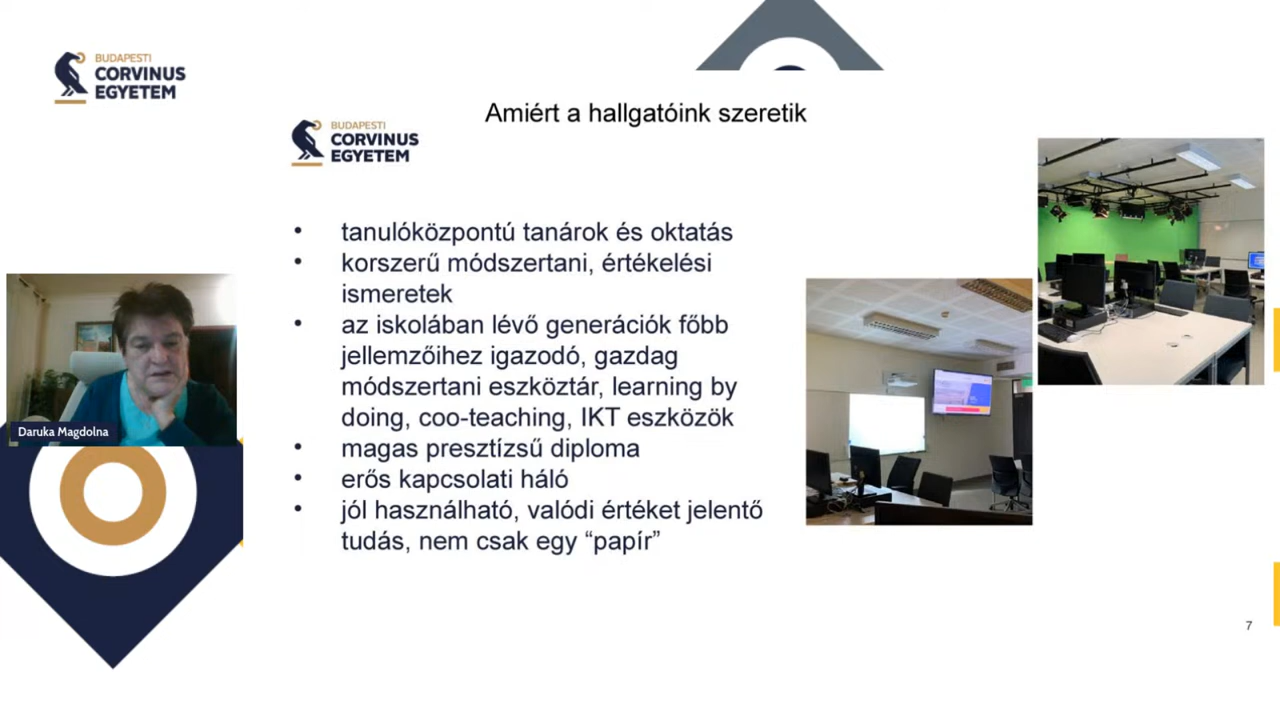 BUDAPESTI
CORVINUS
EGYETEM
Amiért a hallgatóink szeretik
BUDAPESTI
CORVINUS
EGYETEM
• tanulóközpontú tanárok és oktatás
• korszerű módszertani, értékelési
ismeretek
• az iskolában lévő generációk főbb
jellemzőihez igazodó, gazdag
módszertani eszköztár, learning by
doing, coo-teaching, IKT eszközök
• magas presztízsű diploma
• erős kapcsolati háló
• jól használható, valódi értéket jelentő
tudás, nem csak egy “papír”
Daruka Magdolna
7